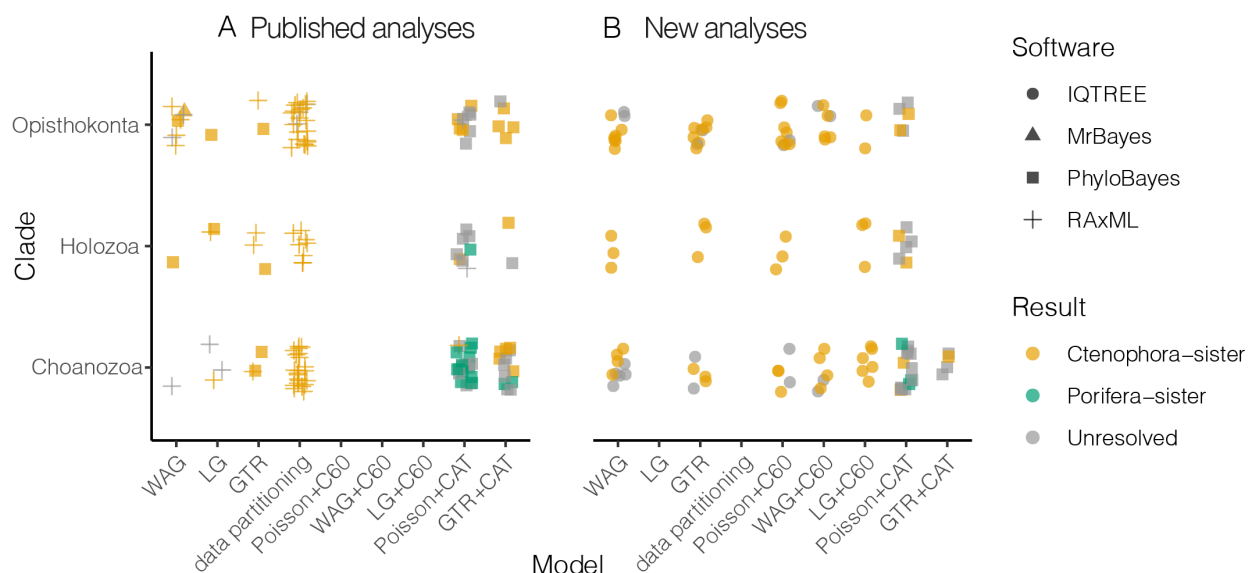 A Published analyses
B New analyses
Clade
Opisthokonta
Holozoa
Choanozoa
WAG
LG
GTR
data partitioning
Poisson+C60
WAG+C60
LG+C60
Poisson+CAT
GTR+CAT
WAG
LG
GTR
data partitioning
Poisson+C60
WAG+C60
LG+C60
Poisson+CAT
GTR+CAT
Model
Software
IQTREE
MrBayes
PhyloBayes
RAxML
Result
Ctenophora−sister
Porifera−sister
Unresolved